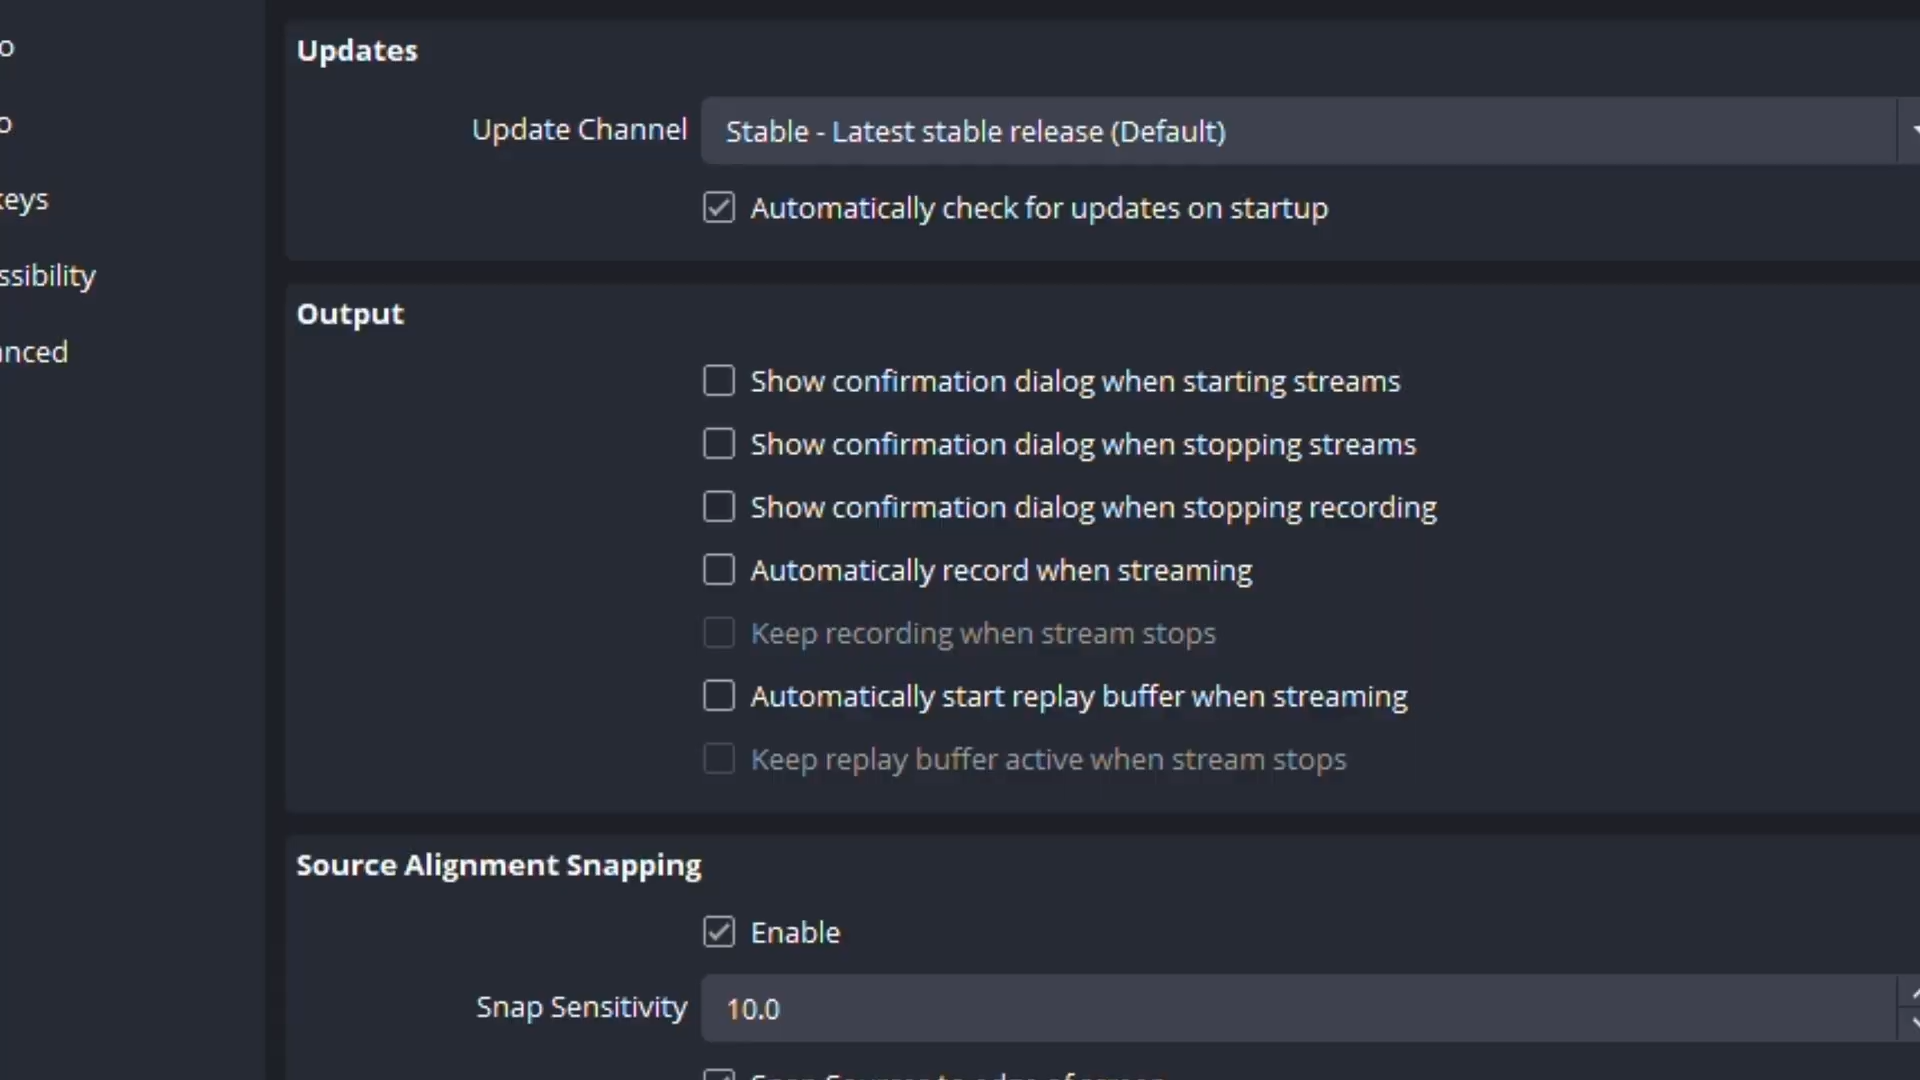 o
Updates
Update Channel Stable - Latest stable release (Default)
o
Automatically check for updates on startup
keys
ssibility
Output
anced
Show confirmation dialog when starting streams
Show confirmation dialog when stopping streams
Show confirmation dialog when stopping recording
Automatically record when streaming
Keep recording when stream stops
Automatically start replay buffer when streaming
Keep replay buffer active when stream stops
Source Alignment Snapping
Enable
Snap Sensitivity 10.0